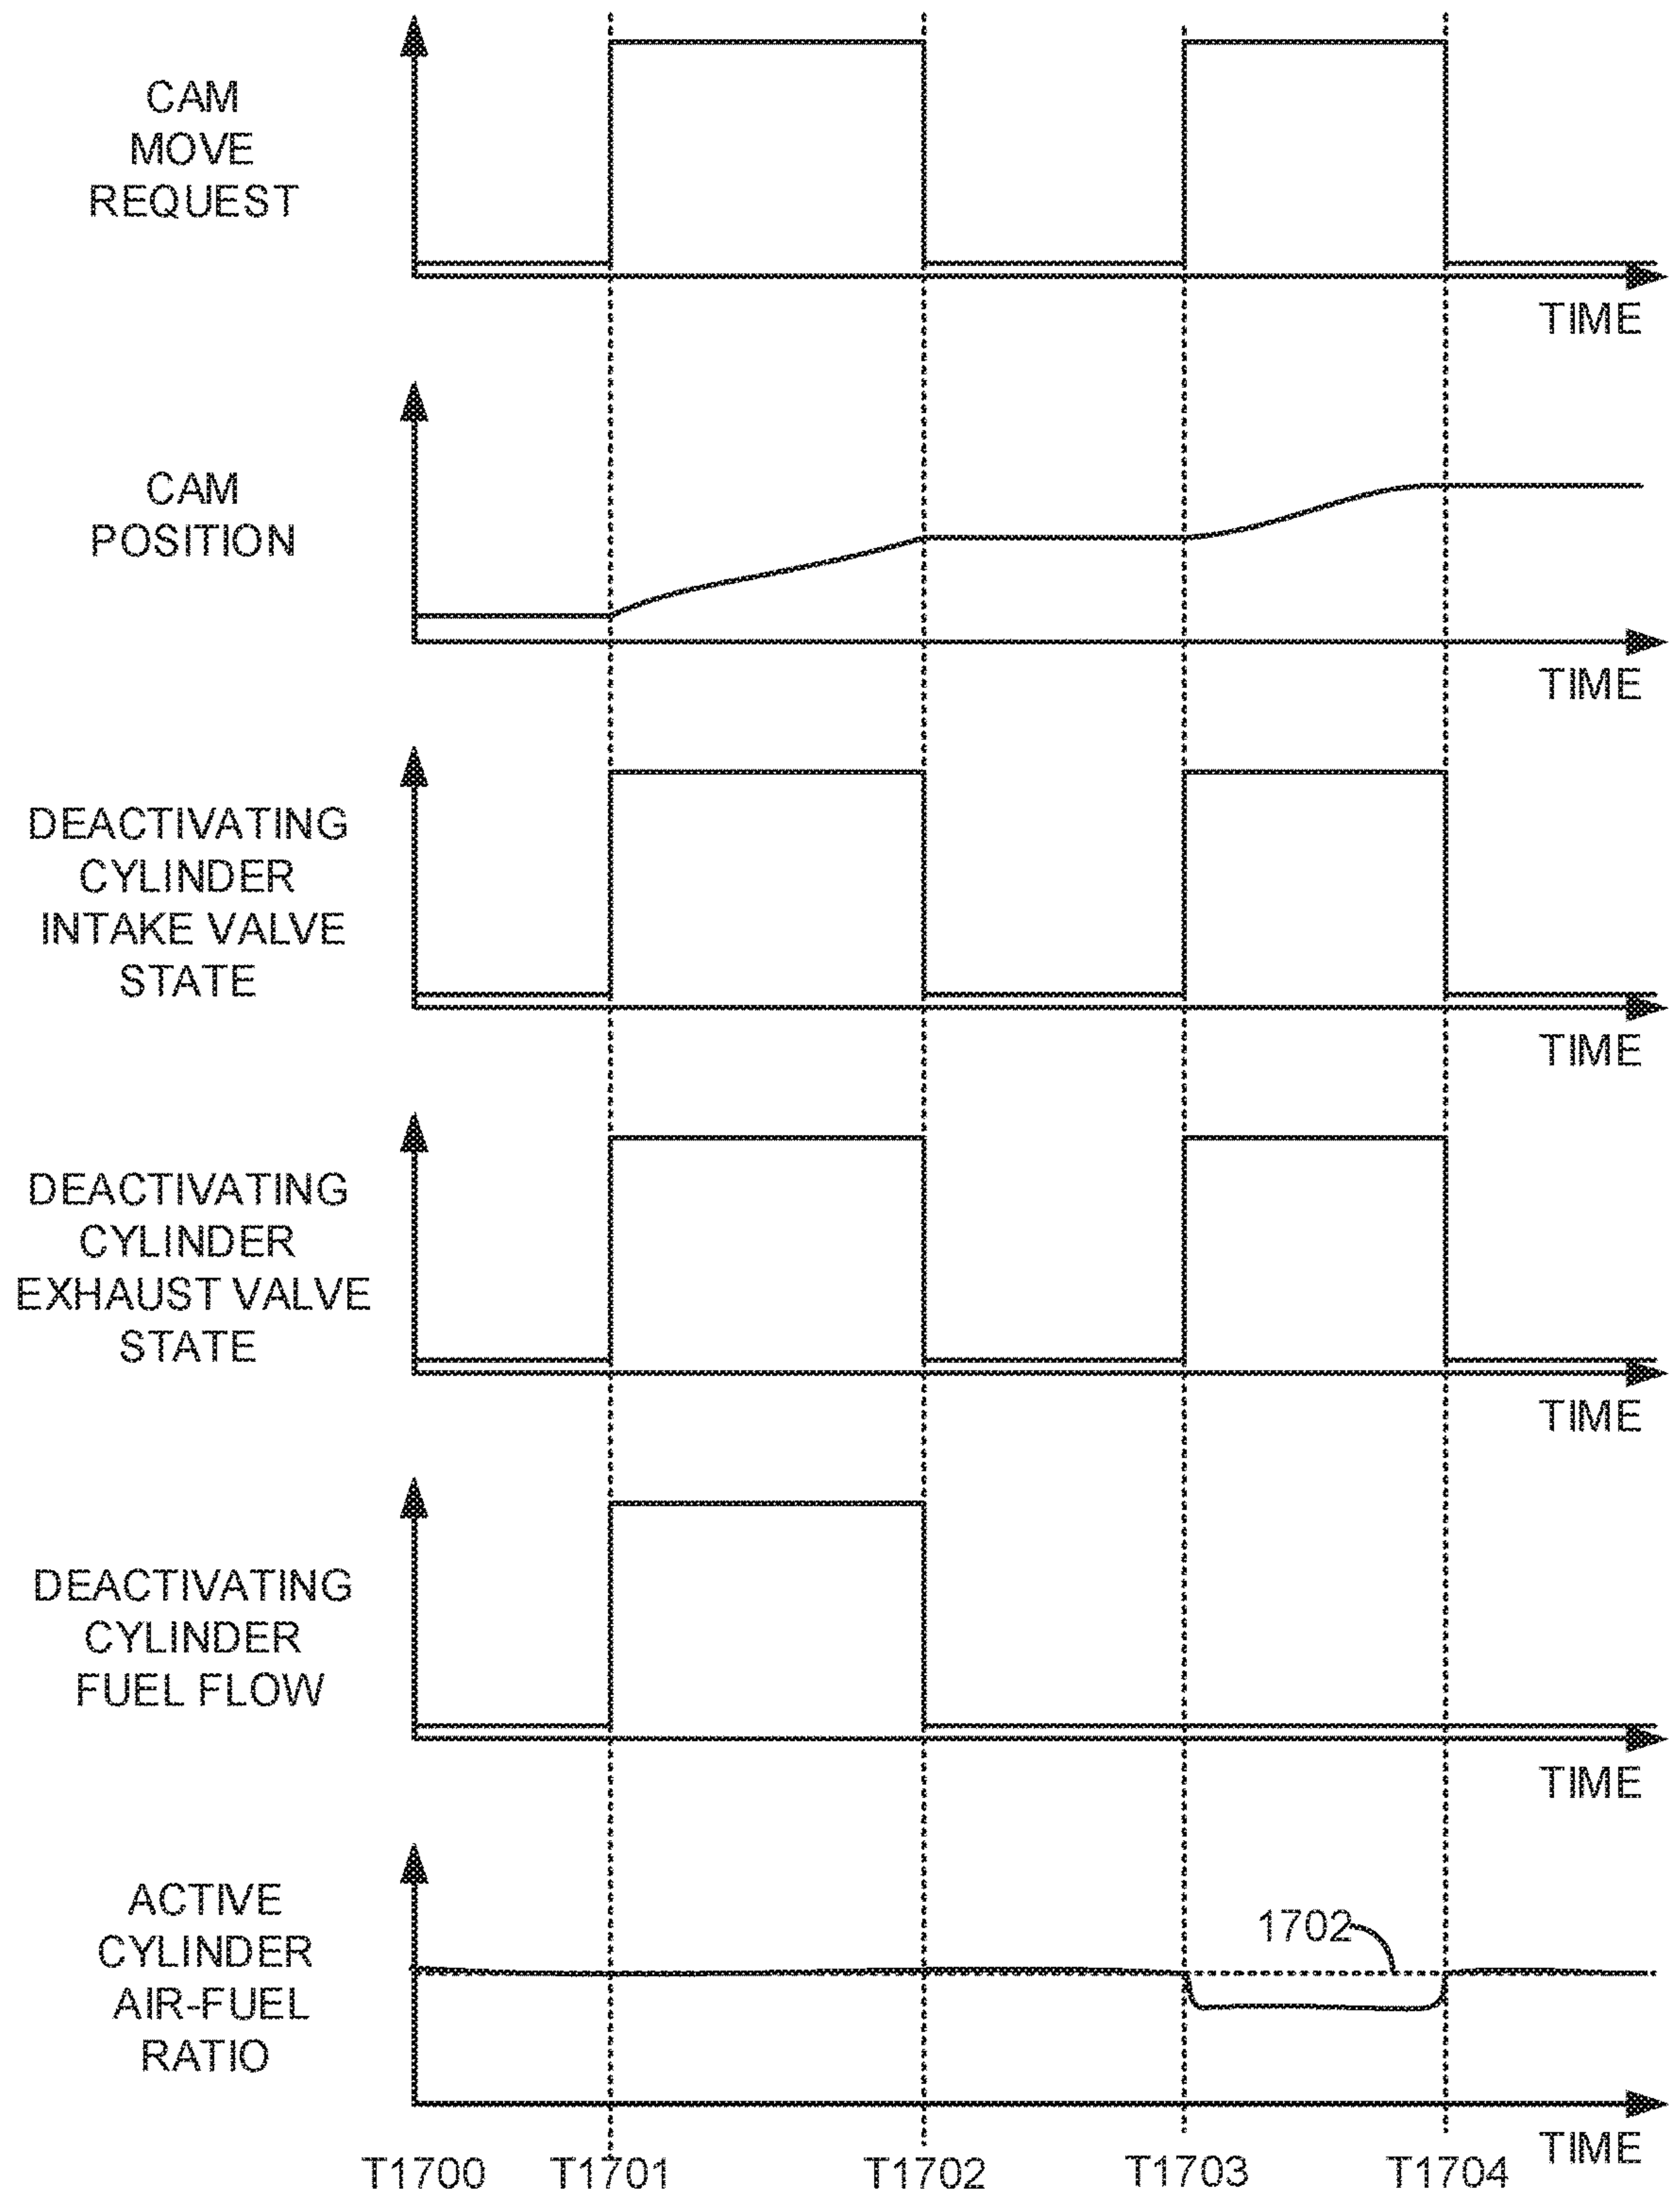 CAM
MOVE
REQUEST
TIME
CAM
POSITION
TIME
DEACTIVATING
CYLINDER
INTAKE VALVE
STATE
TIME
DEACTIVATING
CYLINDER
EXHAUST VALVE
STATE
TIME
DEACTIVATING
CYLINDER
FUEL FLOW
TIME
ACTIVE
CYLINDER
AIR-FUEL
RATIO
1702
TIME
T1700 T1701 T1702 T1703 T1704